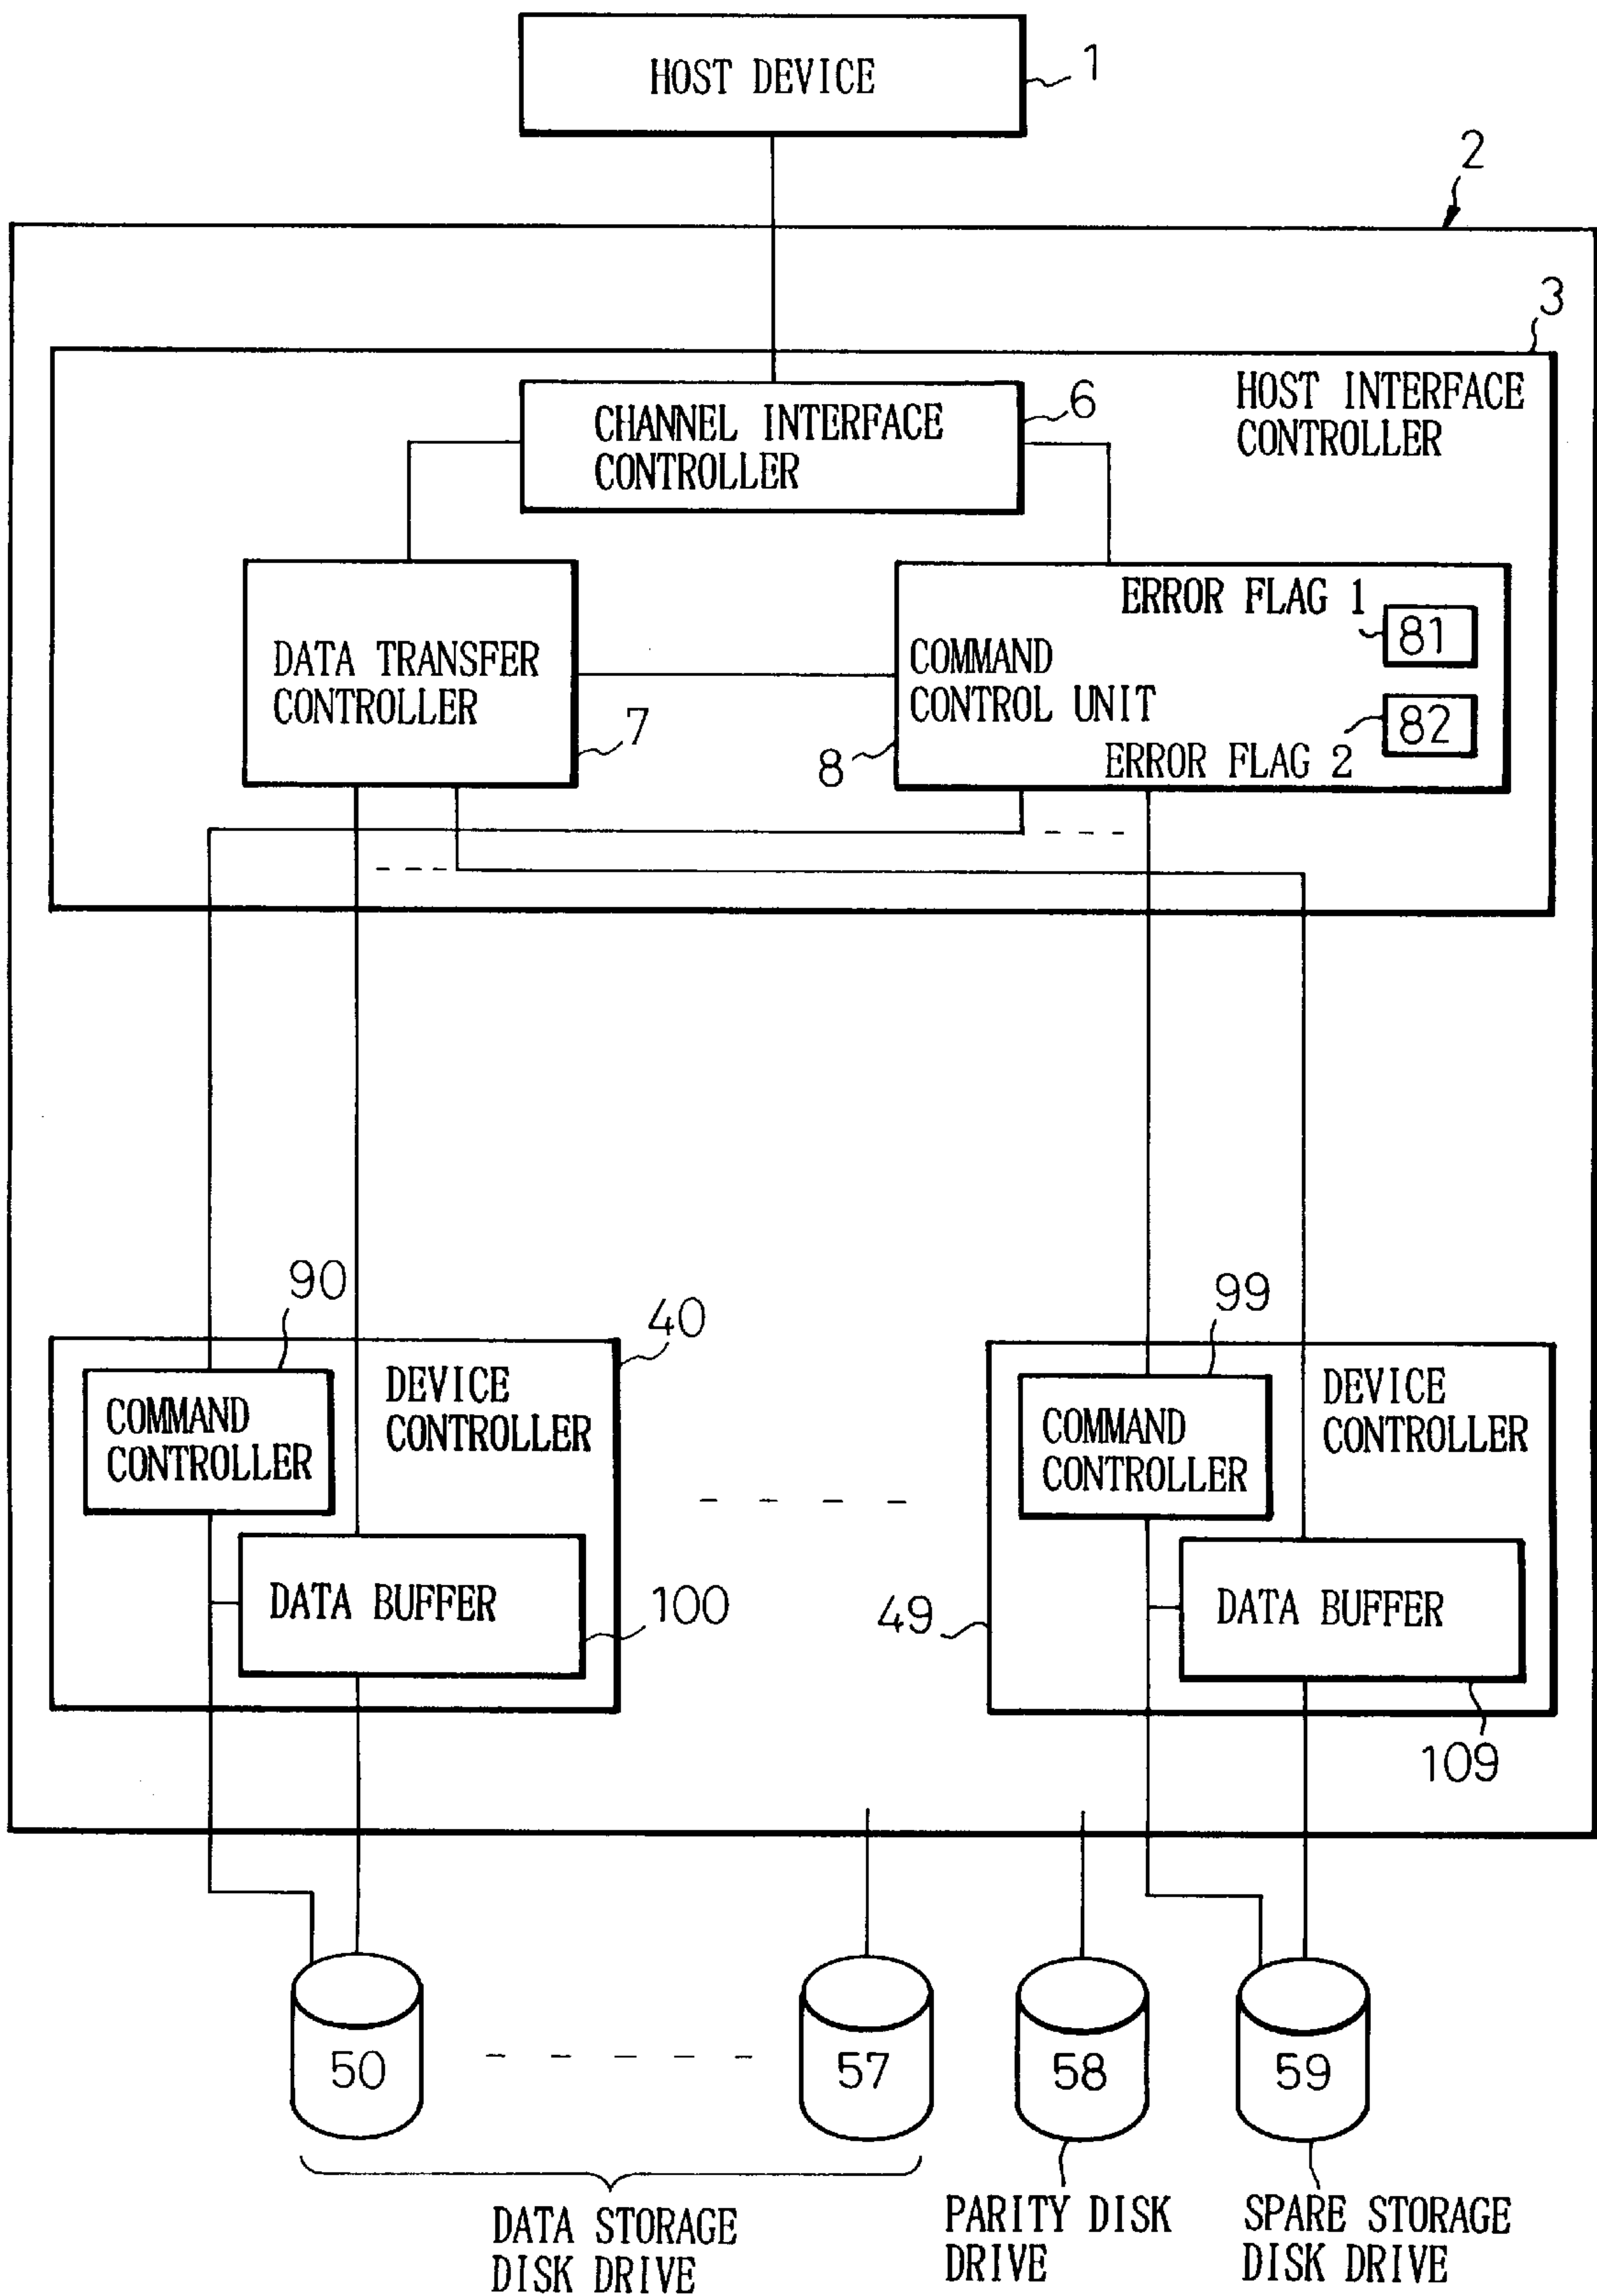 HOST DEVICE
1
2
3
HOST INTERFACE
CONTROLLER
CHANNEL INTERFACE
CONTROLLER
6
DATA TRANSFER
CONTROLLER
7
ERROR FLAG 1
81
COMMAND
CONTROL UNIT
82
8
ERROR FLAG 2
90
40
COMMAND
CONTROLLER
DEVICE
CONTROLLER
DATA BUFFER
100
99
COMMAND
CONTROLLER
DEVICE
CONTROLLER
49
DATA BUFFER
109
50
57
58
59
DATA STORAGE
DISK DRIVE
PARITY DISK
DRIVE
SPARE STORAGE
DISK DRIVE